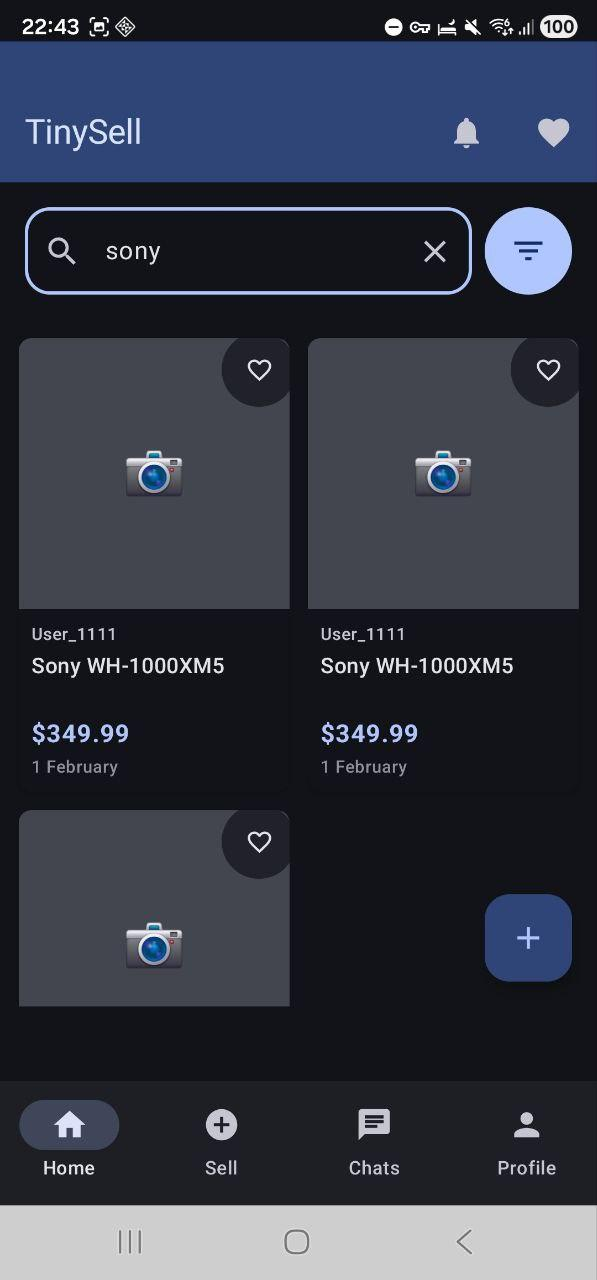 22:43
100
TinySell
sony
User_1111
Sony WH-1000XM5
$349.99
1 February
User_1111
Sony WH-1000XM5
$349.99
1 February
Home
Sell
Chats
Profile